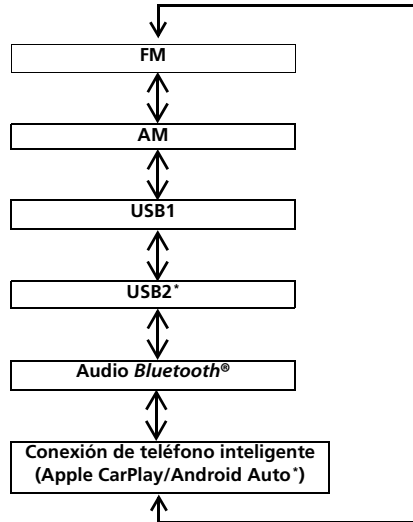 FM
AM
USB1
USB2*
Audio Bluetooth®
Conexión de teléfono inteligente
(Apple CarPlay/Android Auto*)